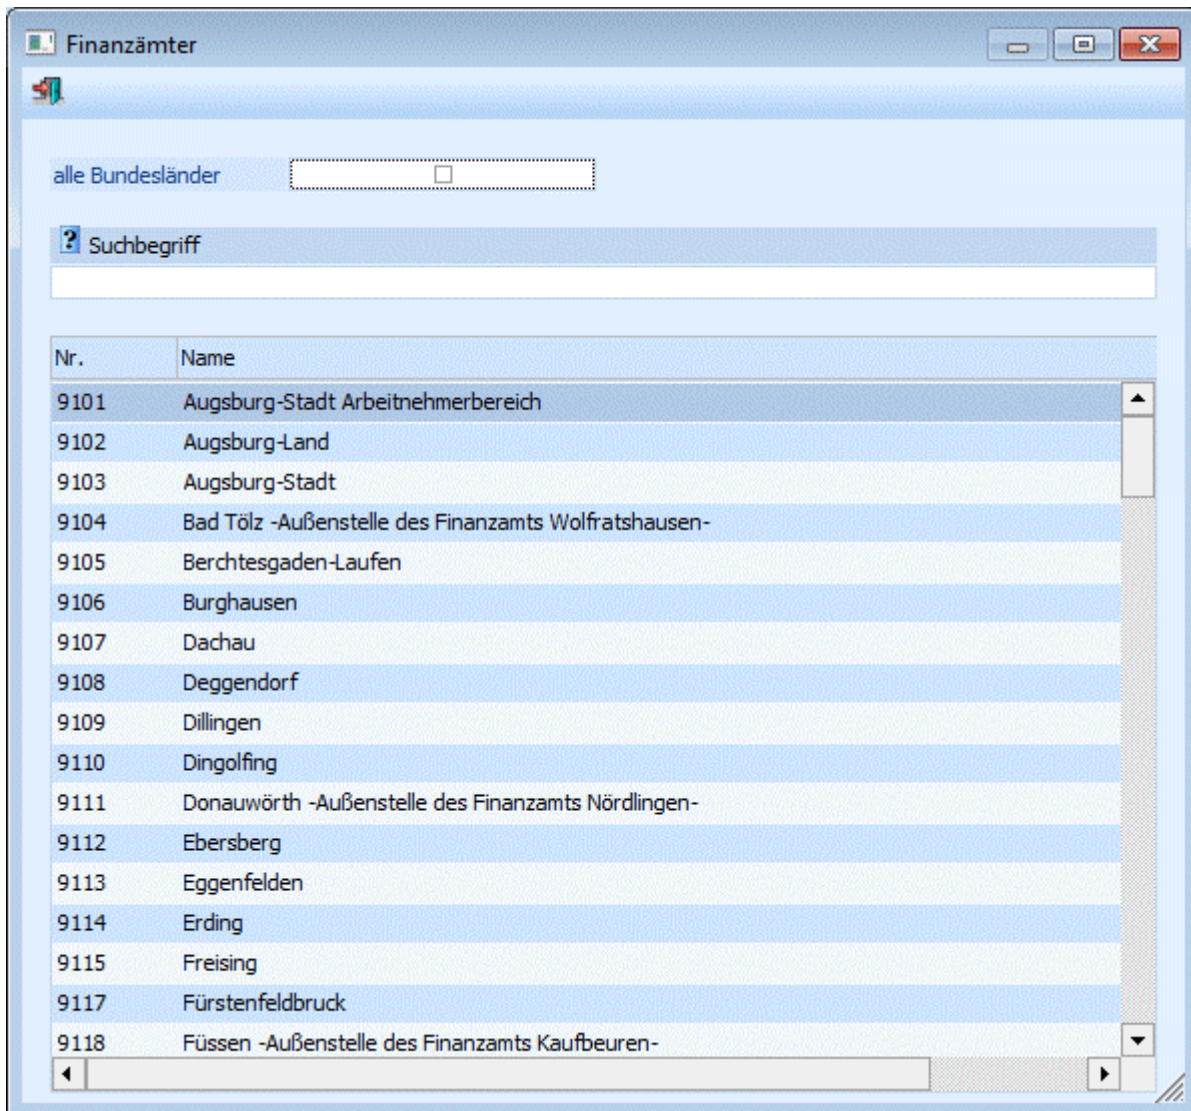 Finanzämter
alle Bundesländer
? Suchbegriff
Nr. Name
9101 Augsburg-Stadt Arbeitnehmerbereich
9102 Augsburg-Land
9103 Augsburg-Stadt
9104 Bad Tölz -Außenstelle des Finanzamts Wolfratshausen-
9105 Berchtesgaden-Laufen
9106 Burghausen
9107 Dachau
9108 Deggendorf
9109 Dillingen
9110 Dingolfing
9111 Donauwörth -Außenstelle des Finanzamts Nördlingen-
9112 Ebersberg
9113 Eggenfelden
9114 Erding
9115 Freising
9117 Fürstenfeldbruck
9118 Füssen -Außenstelle des Finanzamts Kaufbeuren-